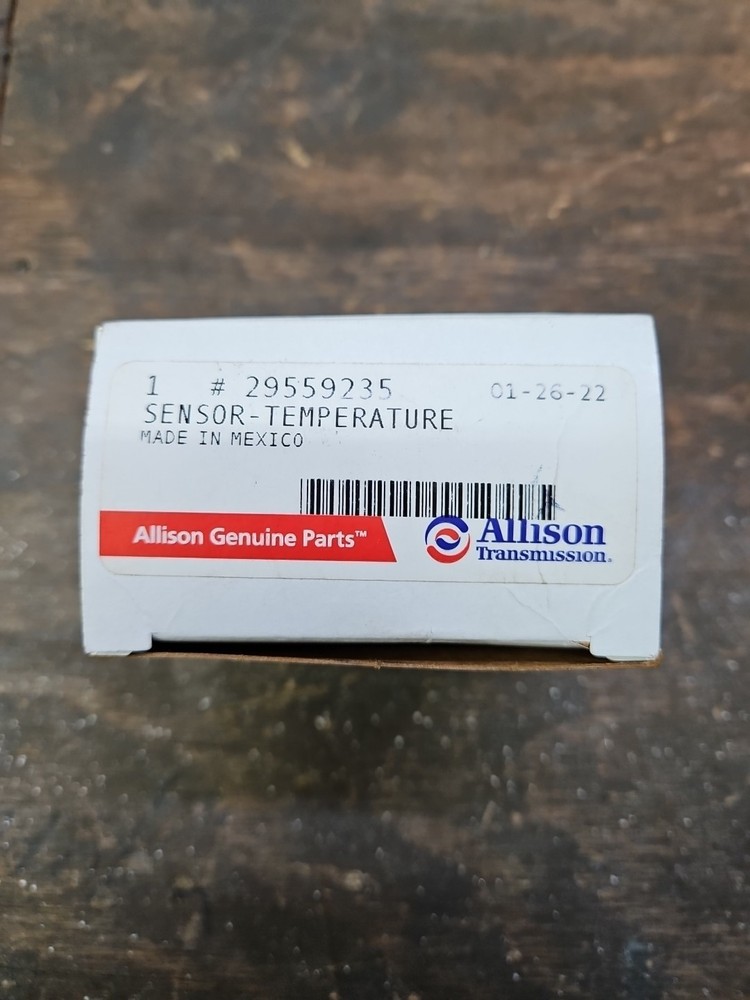 1 # 29559235 01-26-22
SENSOR-TEMPERATURE
MADE IN MEXICO
Allison Genuine Parts™
Allison
Transmission.